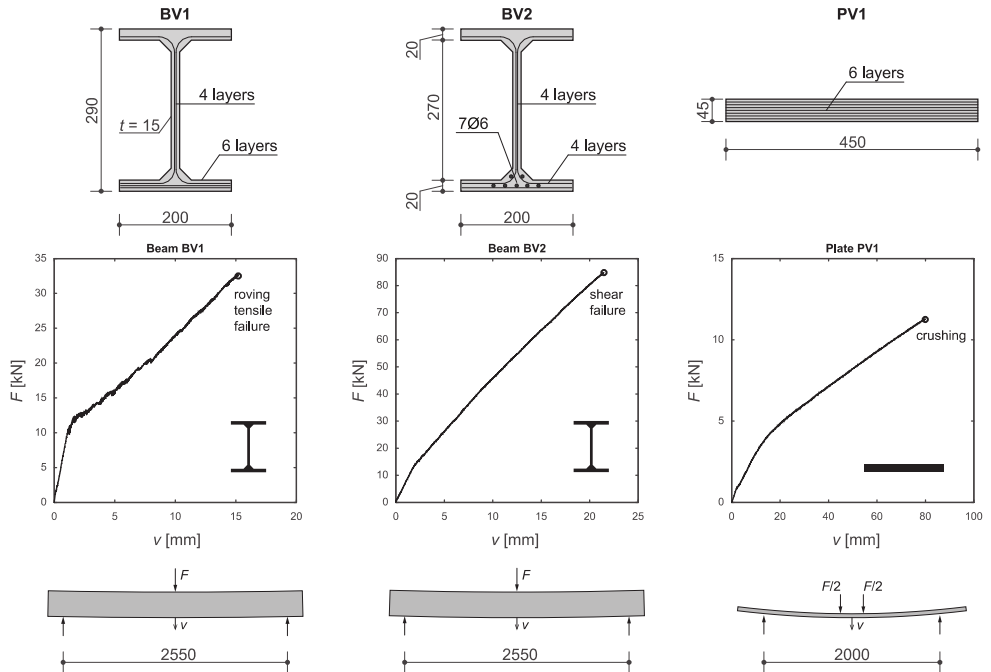 BV1
BV2
PV1
290
t = 15
4 layers
6 layers
200
20
270
20
7Ø6
4 layers
4 layers
200
45
6 layers
450
Beam BV1
F [kN]
35
30
25
20
15
10
5
0
roving
tensile
failure
0 5 10 15 20
v [mm]
Beam BV2
F [kN]
90
80
70
60
50
40
30
20
10
0
shear
failure
0 5 10 15 20 25
v [mm]
Plate PV1
F [kN]
15
10
5
0
crushing
0 20 40 60 80 100
v [mm]
F
v
2550
F
v
2550
F/2 F/2
v
2000